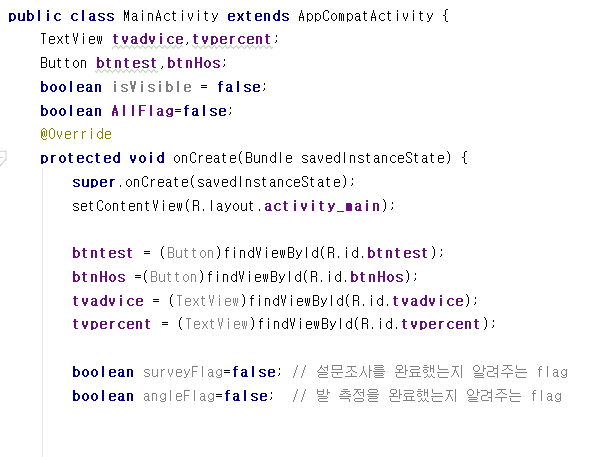 public class MainActivity extends AppCompatActivity {
TextView tvadvice,tvpercent;
Button btntest,btnHos;
boolean isVisible = false;
boolean AllFlag=false;
@Override
protected void onCreate(Bundle savedInstanceState) {
super.onCreate(savedInstanceState);
setContentView(R.layout.activity_main);
btntest = (Button)findViewById(R.id.btntest);
btnHos =(Button)findViewById(R.id.btnHos);
tvadvice = (TextView)findViewById(R.id.tvadvice);
tvpercent = (TextView)findViewById(R.id.tvpercent);
boolean surveyFlag=false; // 설문조사를 완료했는지 알려주는 flag
boolean angleFlag=false; // 발 측정을 완료했는지 알려주는 flag